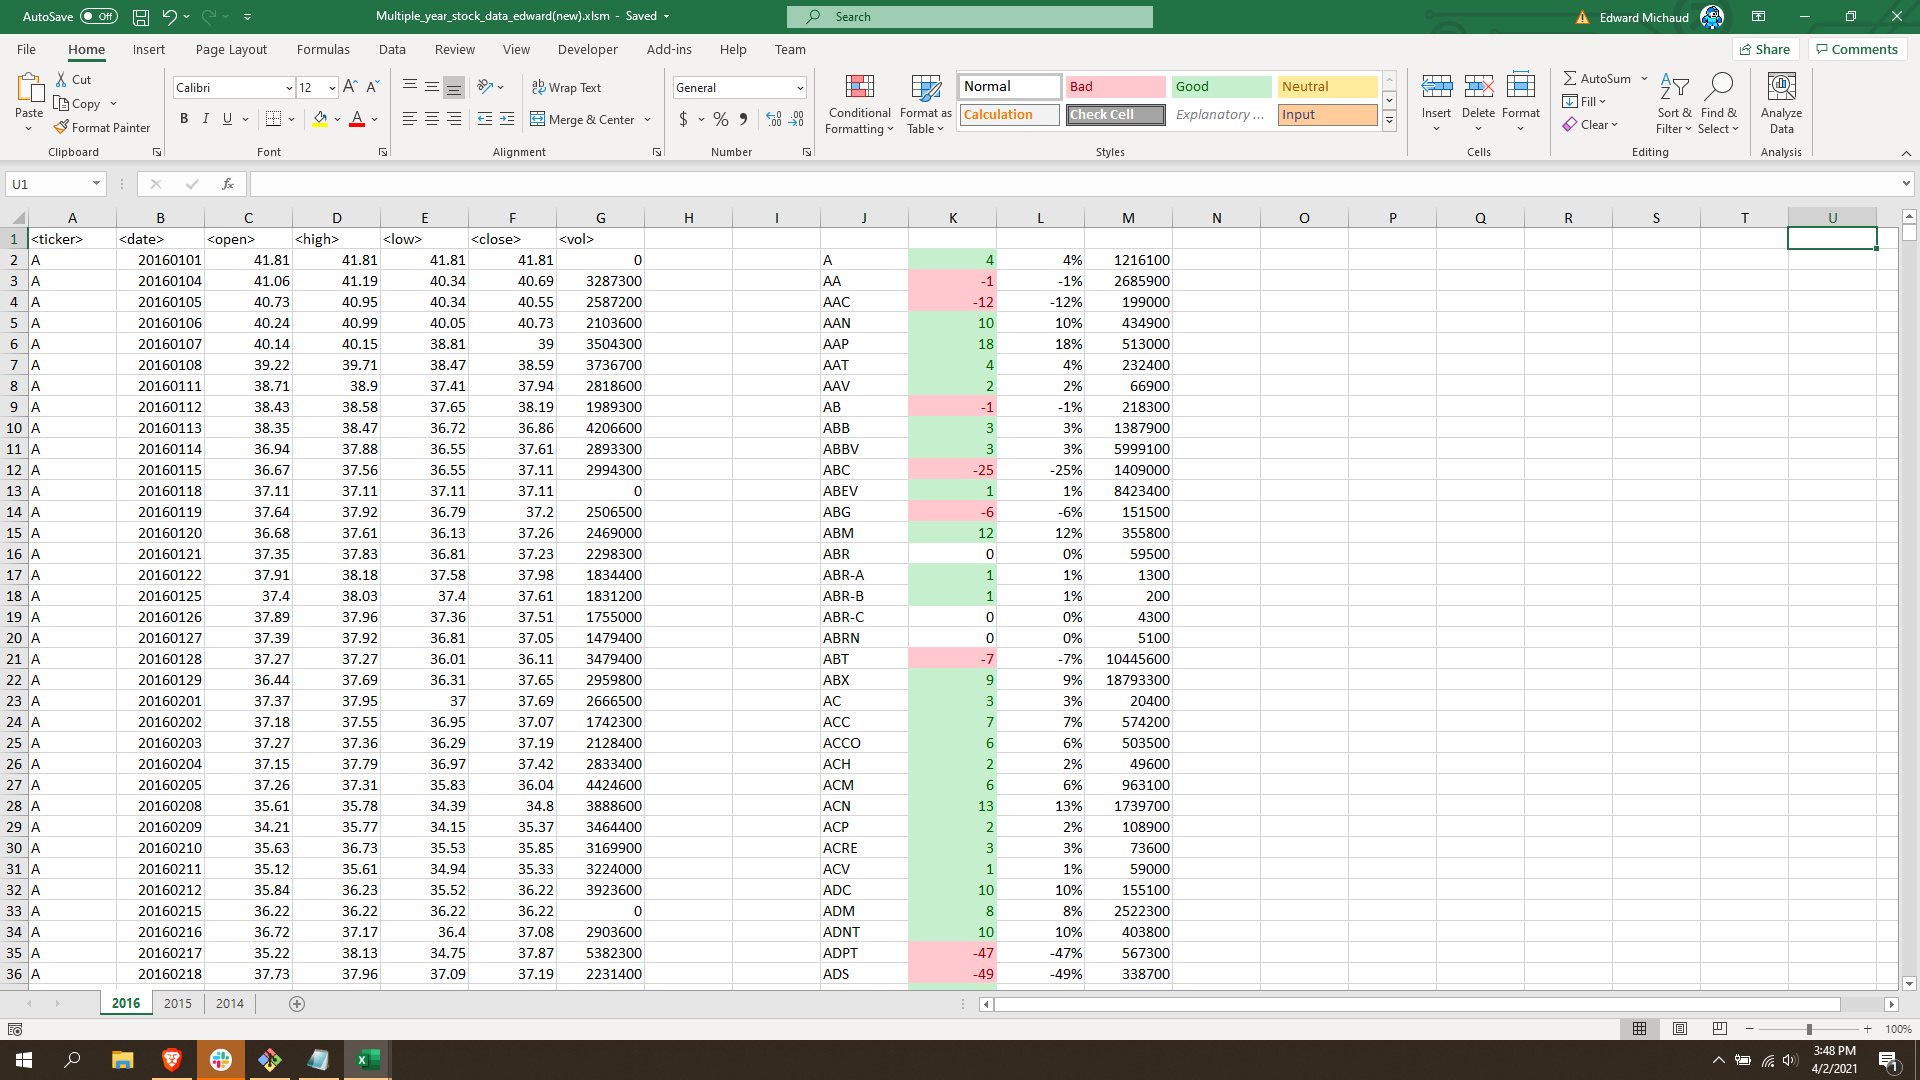 AutoSave Off Multiple_year_stock_data_edward(new).xlsm - Saved Search Edward Michaud
File Home Insert Page Layout Formulas Data Review View Developer Add-ins Help Team Share Comments
Paste Cut Copy Format Painter
Calibri 12
B I U A
Wrap Text
Merge & Center
General
$ % 9
Conditional Formatting Format as Table
Normal Bad Good Neutral
Calculation Check Cell Explanatory ... Input
Insert Delete Format
AutoSum
Fill
Clear
Sort & Filter Find & Select
Analyze Data
Clipboard Font Alignment Number Styles Cells Editing Analysis
U1 fx
A B C D E F G H I J K L M N O P Q R S T U
1 <ticker> <date> <open> <high> <low> <close> <vol>
2 A 20160101 41.81 41.81 41.81 41.81 0 A 4 4% 1216100
3 A 20160104 41.06 41.19 40.34 40.69 3287300 AA -1 -1% 2685900
4 A 20160105 40.73 40.95 40.34 40.55 2587200 AAC -12 -12% 199000
5 A 20160106 40.24 40.99 40.05 40.73 2103600 AAN 10 10% 434900
6 A 20160107 40.14 40.15 38.81 39 3504300 AAP 18 18% 513000
7 A 20160108 39.22 39.71 38.47 38.59 3736700 AAT 4 4% 232400
8 A 20160111 38.71 38.9 37.41 37.94 2818600 AAV 2 2% 66900
9 A 20160112 38.43 38.58 37.65 38.19 1989300 AB -1 -1% 218300
10 A 20160113 38.35 38.47 36.72 36.86 4206600 ABB 3 3% 1387900
11 A 20160114 36.94 37.88 36.55 37.61 2893300 ABBV 3 3% 5999100
12 A 20160115 36.67 37.56 36.55 37.11 2994300 ABC -25 -25% 1409000
13 A 20160118 37.11 37.11 37.11 37.11 0 ABEV 1 1% 8423400
14 A 20160119 37.64 37.92 36.79 37.2 2506500 ABG -6 -6% 151500
15 A 20160120 36.68 37.61 36.13 37.26 2469000 ABM 12 12% 355800
16 A 20160121 37.35 37.83 36.81 37.23 2298300 ABR 0 0% 59500
17 A 20160122 37.91 38.18 37.58 37.98 1834400 ABR-A 1 1% 1300
18 A 20160125 37.4 38.03 37.4 37.61 1831200 ABR-B 1 1% 200
19 A 20160126 37.89 37.96 37.36 37.51 1755000 ABR-C 0 0% 4300
20 A 20160127 37.39 37.92 36.81 37.05 1479400 ABRN 0 0% 5100
21 A 20160128 37.27 37.27 36.01 36.11 3479400 ABT -7 -7% 10445600
22 A 20160129 36.44 37.69 36.31 37.65 2959800 ABX 9 9% 18793300
23 A 20160201 37.37 37.95 37 37.69 2666500 AC 3 3% 20400
24 A 20160202 37.18 37.55 36.95 37.07 1742300 ACC 7 7% 574200
25 A 20160203 37.27 37.36 36.29 37.19 2128400 ACCO 6 6% 503500
26 A 20160204 37.15 37.79 36.97 37.42 2833400 ACH 2 2% 49600
27 A 20160205 37.26 37.31 35.83 36.04 4424600 ACM 6 6% 963100
28 A 20160208 35.61 35.78 34.39 34.8 3888600 ACN 13 13% 1739700
29 A 20160209 34.21 35.77 34.15 35.37 3464400 ACP 2 2% 108900
30 A 20160210 35.63 36.73 35.53 35.85 3169900 ACRE 3 3% 73600
31 A 20160211 35.12 35.61 34.94 35.33 3224000 ACV 1 1% 59000
32 A 20160212 35.84 36.23 35.52 36.22 3923600 ADC 10 10% 155100
33 A 20160215 36.22 36.22 36.22 36.22 0 ADM 8 8% 2522300
34 A 20160216 36.72 37.17 36.4 37.08 2903600 ADNT 10 10% 403800
35 A 20160217 35.22 38.13 34.75 37.87 5382300 ADPT -47 -47% 567300
36 A 20160218 37.73 37.96 37.09 37.19 2231400 ADS -49 -49% 338700
2016 2015 2014
100%
3:48 PM
4/2/2021
1